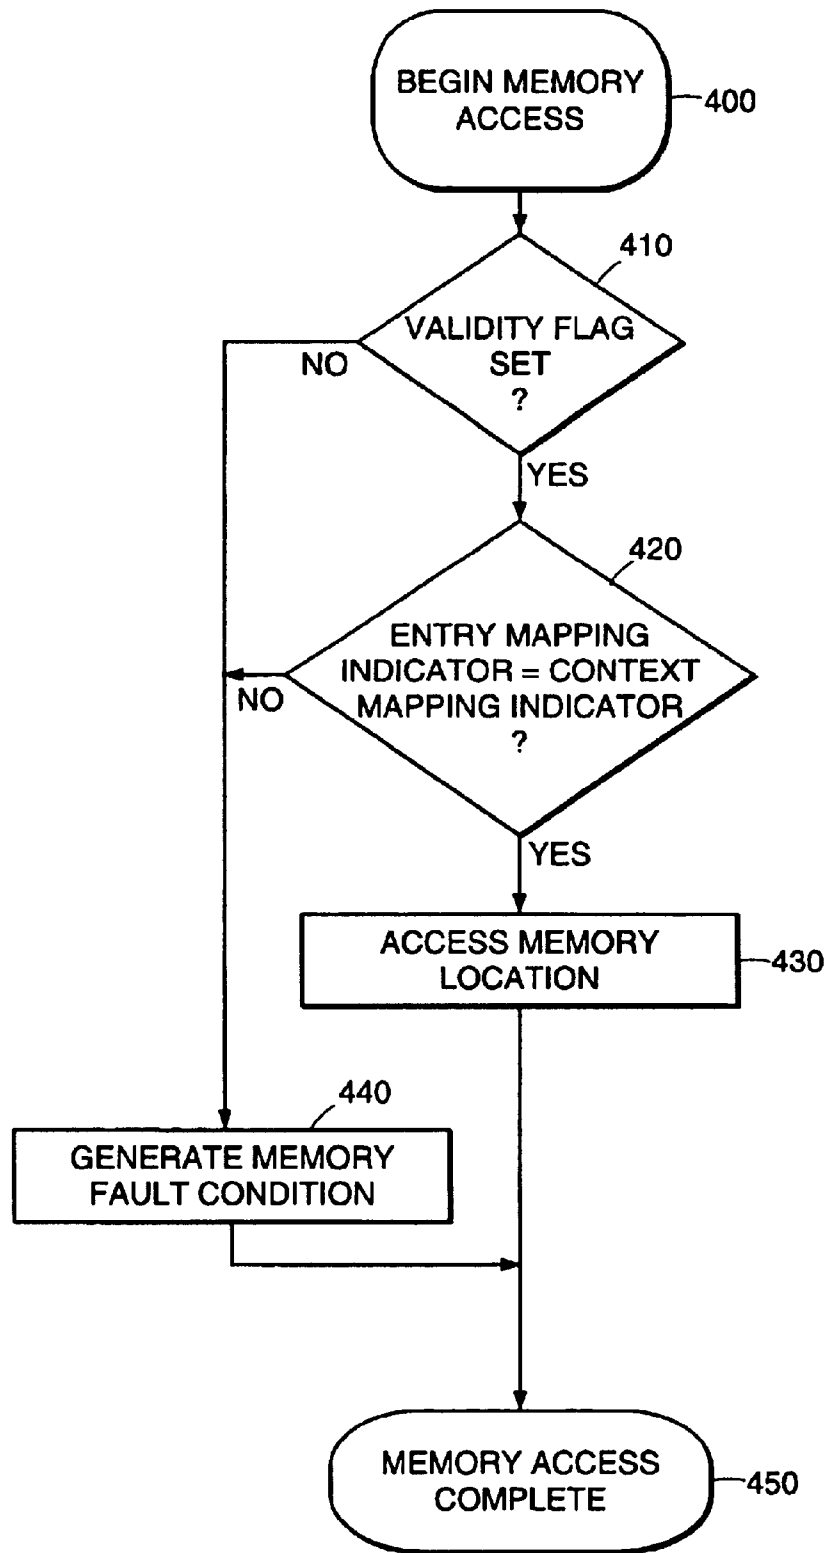 BEGIN MEMORY
ACCESS
400
410
VALIDITY FLAG
SET
?
NO
YES
420
ENTRY MAPPING
INDICATOR = CONTEXT
MAPPING INDICATOR
?
NO
YES
ACCESS MEMORY
LOCATION
430
440
GENERATE MEMORY
FAULT CONDITION
MEMORY ACCESS
COMPLETE
450